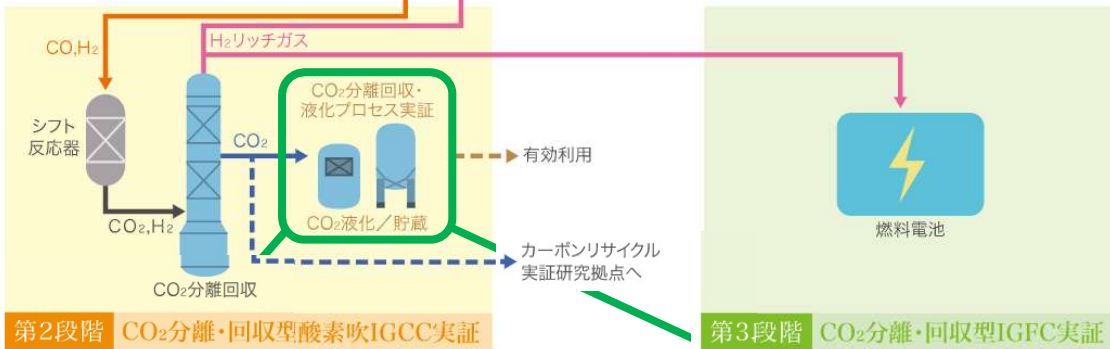 CO,H₂
H₂リッチガス
CO₂分離回収・
液化プロセス実証
シフト
反応器
CO₂
有効利用
CO₂,H₂
CO₂液化／貯蔵
燃料電池
カーボンリサイクル
実証研究拠点へ
CO₂分離回収
第2段階 CO₂分離・回収型酸素吹IGCC実証
第3段階 CO₂分離・回収型IGFC実証